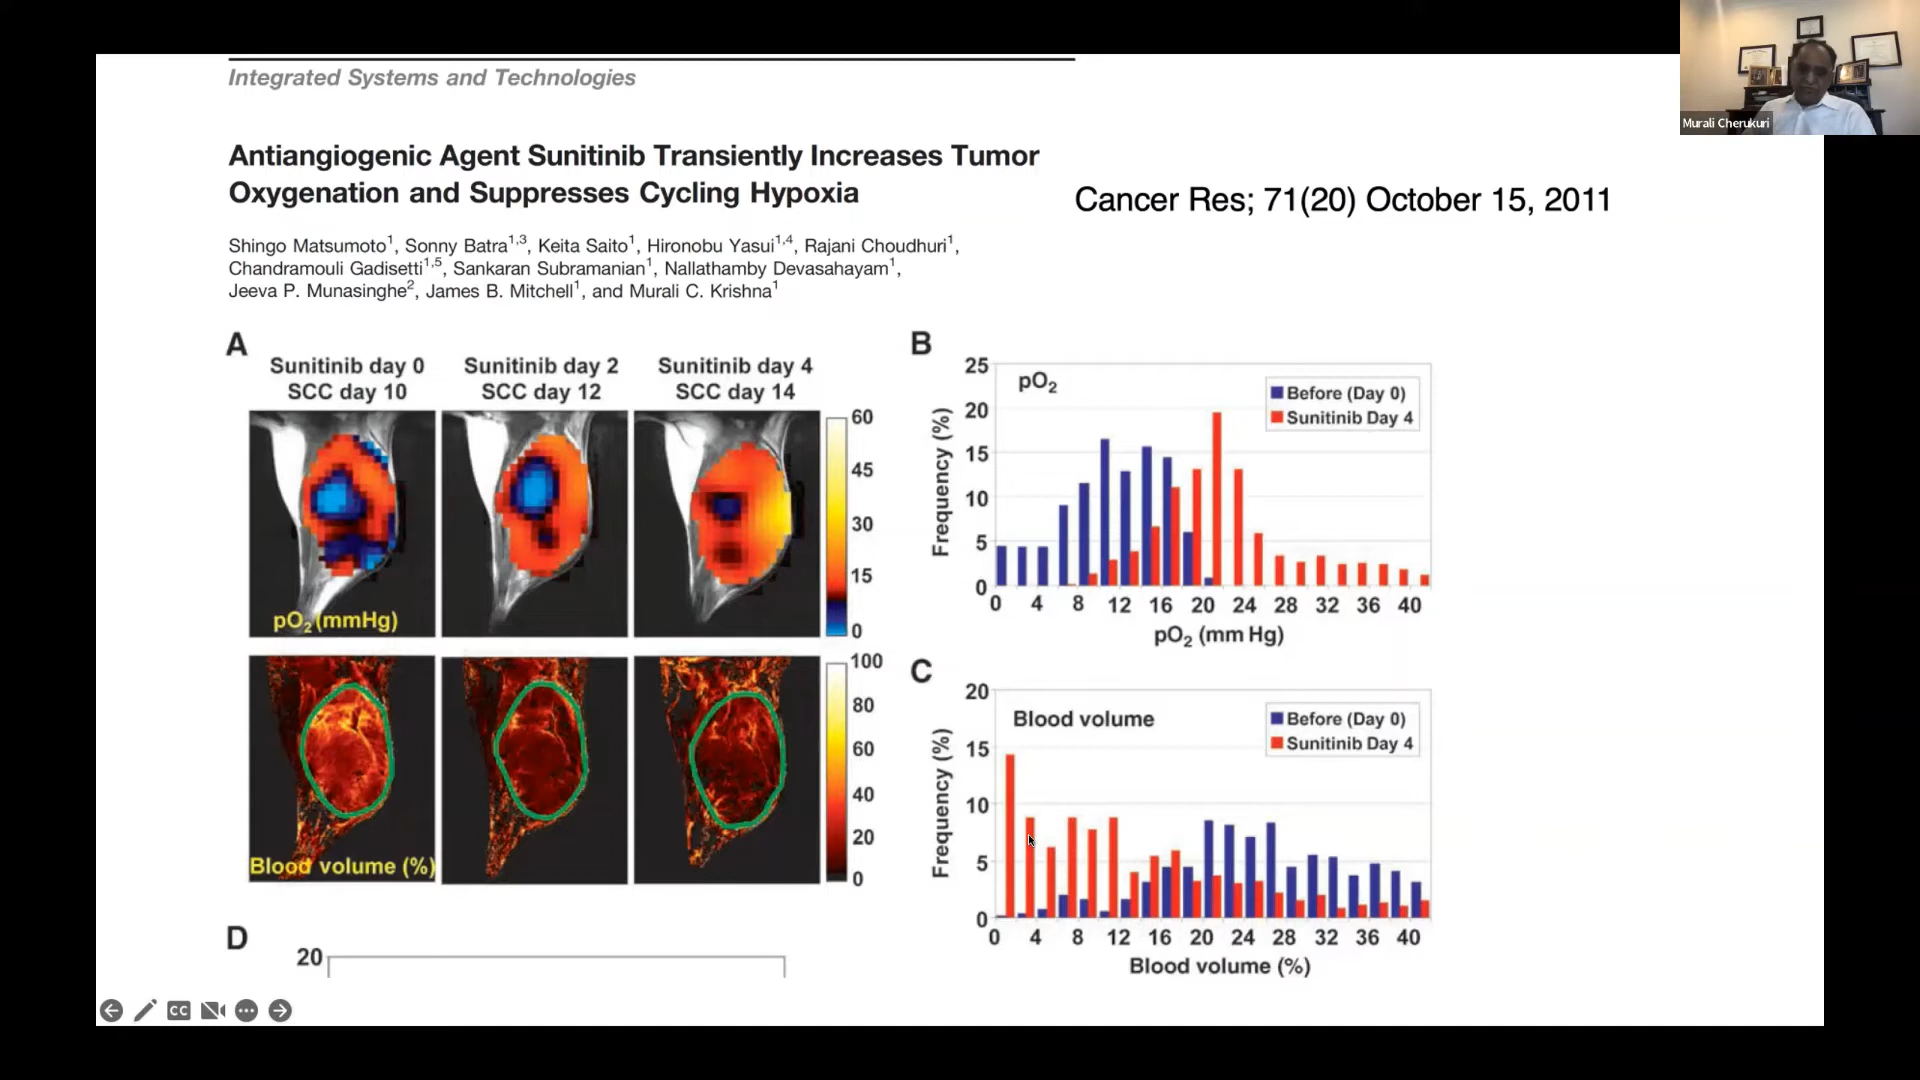 Integrated Systems and Technologies
Antiangiogenic Agent Sunitinib Transiently Increases Tumor
Oxygenation and Suppresses Cycling Hypoxia
Cancer Res; 71(20) October 15, 2011
Shingo Matsumoto¹, Sonny Batra¹,³, Keita Saito¹, Hironobu Yasui¹,⁴, Rajani Choudhuri¹,
Chandramouli Gadisetti¹,⁵, Sankaran Subramanian¹, Nallathamby Devasahayam¹,
Jeeva P. Munasinghe², James B. Mitchell¹, and Murali C. Krishna¹
Murali Cherukuri
A
Sunitinib day 0
SCC day 10
Sunitinib day 2
SCC day 12
Sunitinib day 4
SCC day 14
60
45
30
15
0
pO₂ (mmHg)
100
80
60
40
20
0
Blood volume (%)
B
pO₂
Before (Day 0)
Sunitinib Day 4
Frequency (%)
25
20
15
10
5
0
0 4 8 12 16 20 24 28 32 36 40
pO₂ (mm Hg)
C
Blood volume
Before (Day 0)
Sunitinib Day 4
Frequency (%)
20
15
10
5
0
0 4 8 12 16 20 24 28 32 36 40
Blood volume (%)
D
20
CC